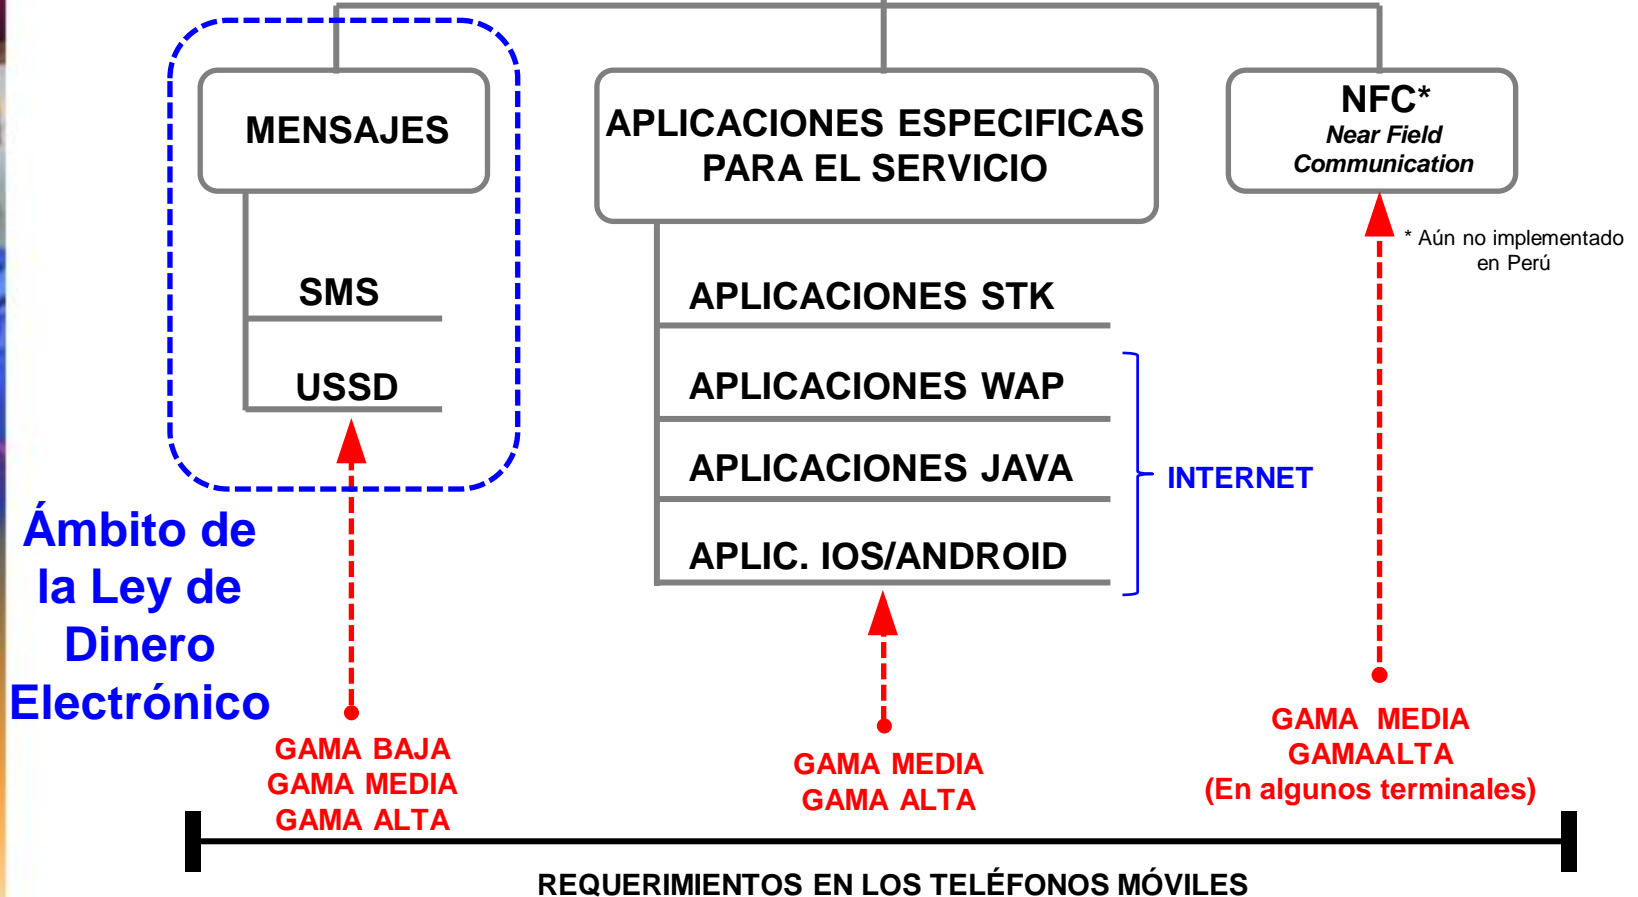 MENSAJES
SMS
USSD
APLICACIONES ESPECIFICAS
PARA EL SERVICIO
APLICACIONES STK
APLICACIONES WAP
APLICACIONES JAVA
APLIC. IOS/ANDROID
INTERNET
NFC*
Near Field
Communication
* Aún no implementado
en Perú
Ámbito de
la Ley de
Dinero
Electrónico
GAMA BAJA
GAMA MEDIA
GAMA ALTA
GAMA MEDIA
GAMA ALTA
GAMA MEDIA
GAMAALTA
(En algunos terminales)
REQUERIMIENTOS EN LOS TELÉFONOS MÓVILES